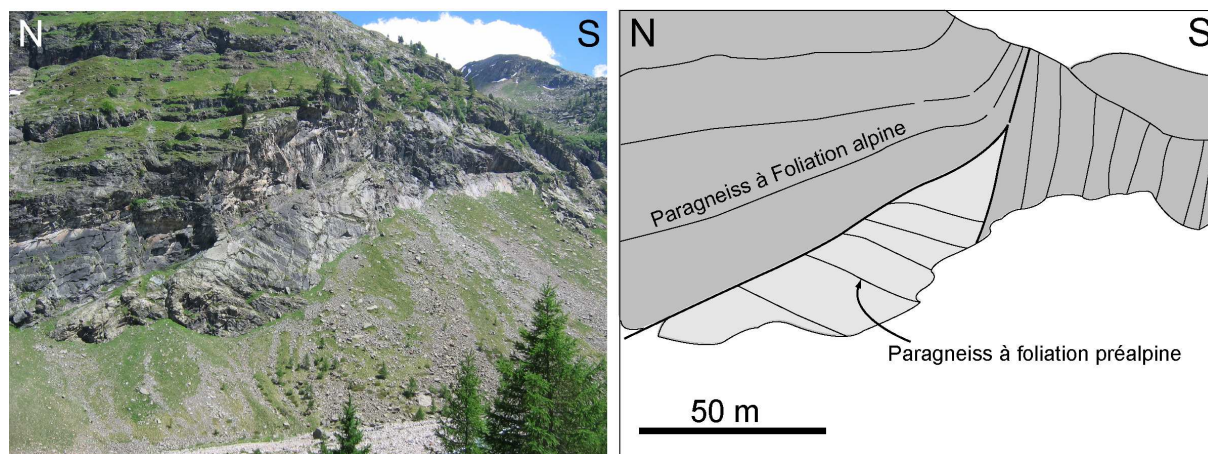 N
S
N
S
Paragneiss à Foliation alpine
Paragneiss à foliation préalpine
50 m